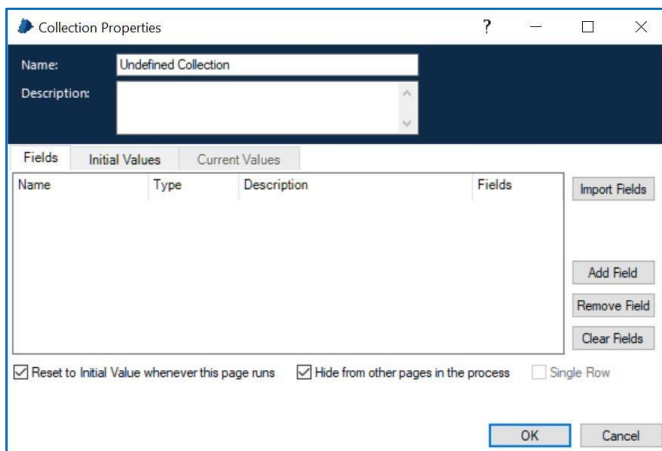 Collection Properties ?
Name: Undefined Collection
Description:
Fields Initial Values Current Values
Name Type Description Fields
Import Fields
Add Field
Remove Field
Clear Fields
Reset to Initial Value whenever this page runs Hide from other pages in the process Single Row
OK Cancel